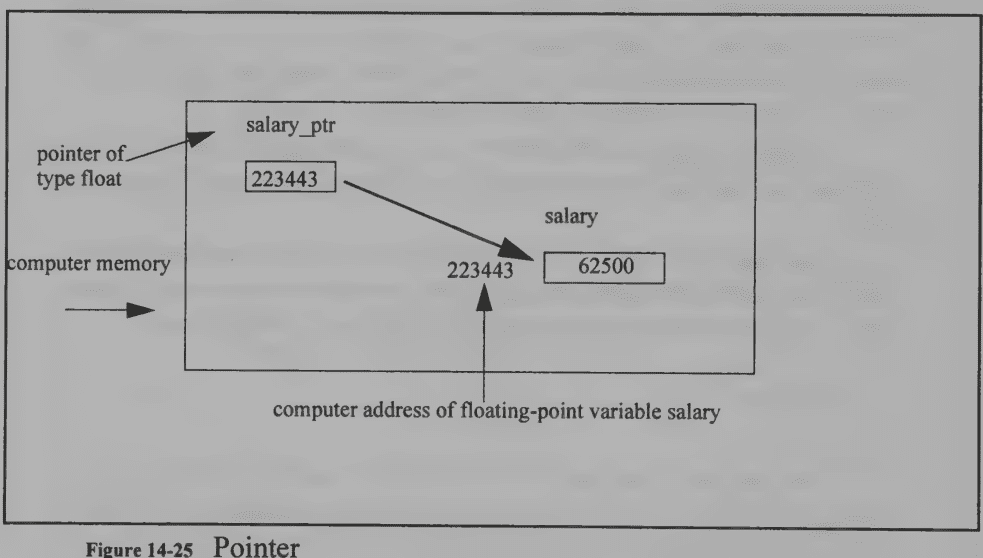 salary_ptr
pointer of
type float
223443
salary
computer memory
223443
62500
computer address of floating-point variable salary
Figure 14-25 Pointer